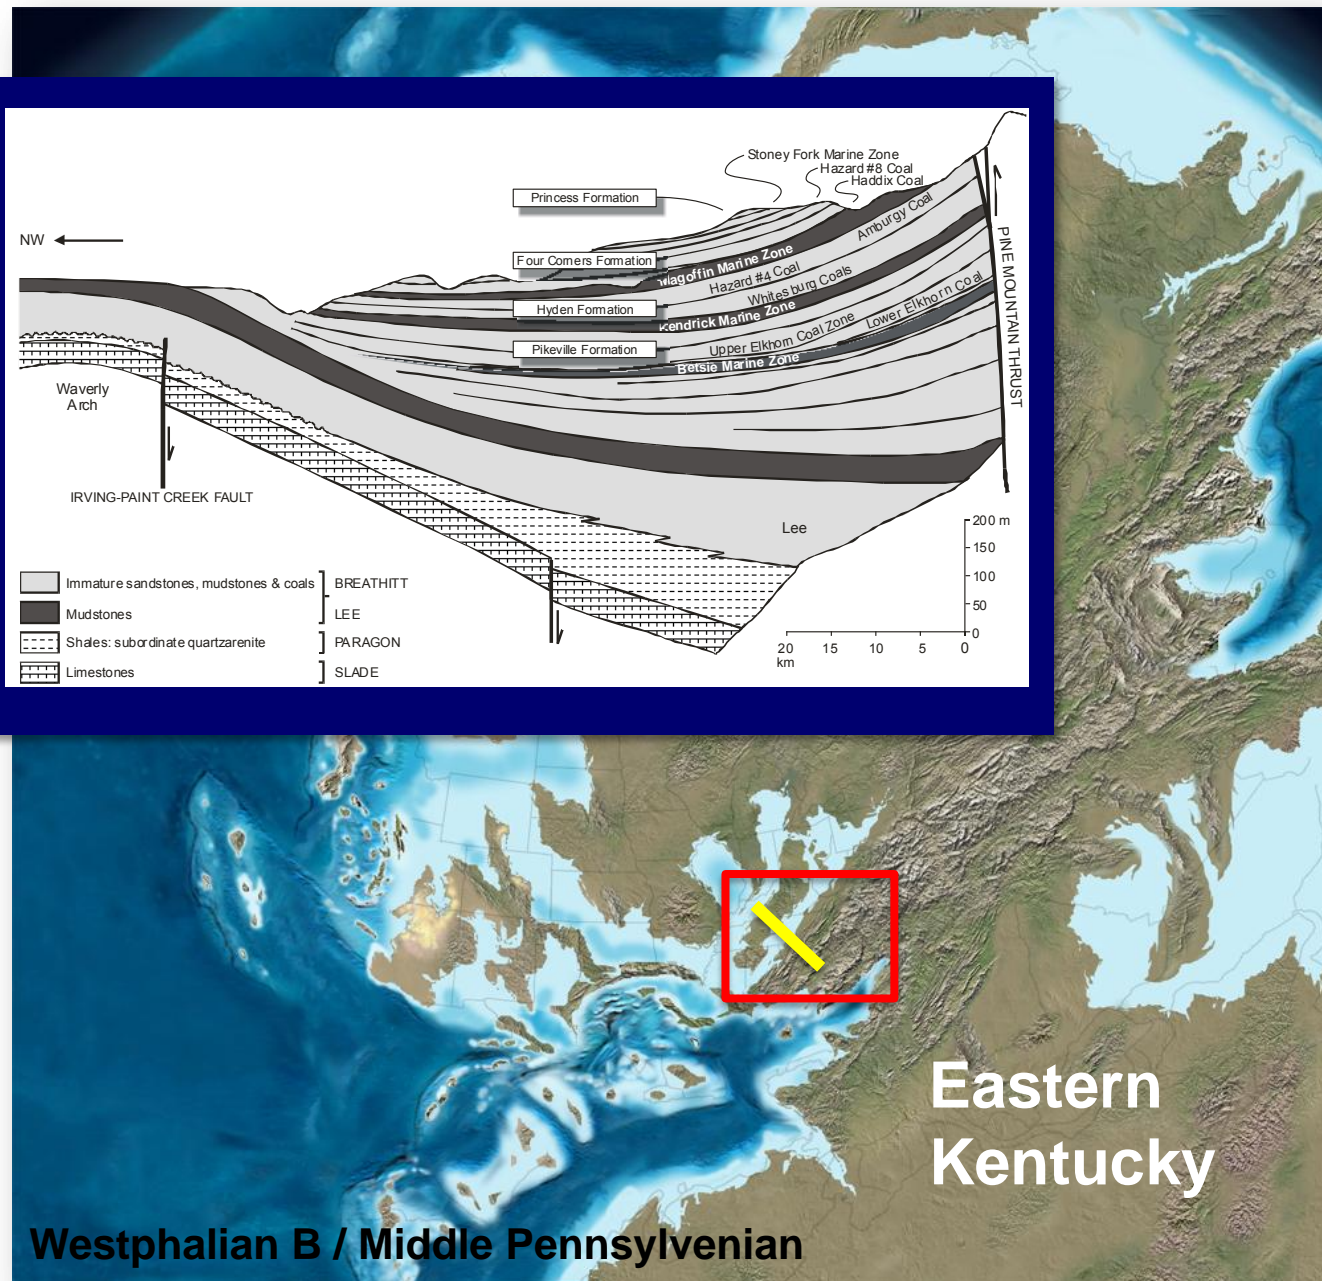 Stoney Fork Marine Zone
Hazard #8 Coal
Haddix Coal
Princess Formation
Amburgy Coal
NW
Four Corners Formation
Magoffin Marine Zone
Hazard #4 Coal
Whitesburg Coals
Hyden Formation
Kendrick Marine Zone
Lower Elkhorn Coal
Upper Elkhorn Coal Zone
Pikeville Formation
Betsie Marine Zone
PINE MOUNTAIN THRUST
Waverly
Arch
IRVING-PAINT CREEK FAULT
Lee
200 m
150
100
50
0
20
15
10
5
0
km
Immature sandstones, mudstones & coals
BREATHITT
Mudstones
LEE
Shales: subordinate quartzarenite
PARAGON
Limestones
SLADE
Eastern
Kentucky
Westphalian B / Middle Pennsylvenian